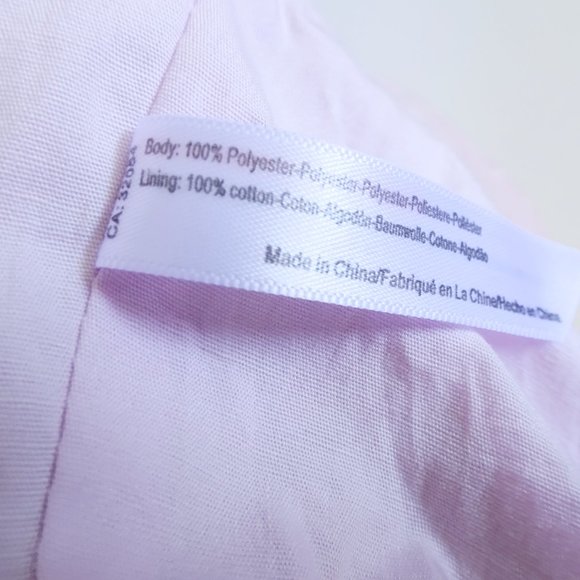 Body: 100% Polyester-Polyester-Polyester-Poliestere-Poliéster
Lining: 100% cotton-Coton-Algodón-Baumwolle-Cotone-Algodão
Made in China/Fabriqué en La Chine/Hecho en China
CA: 32054